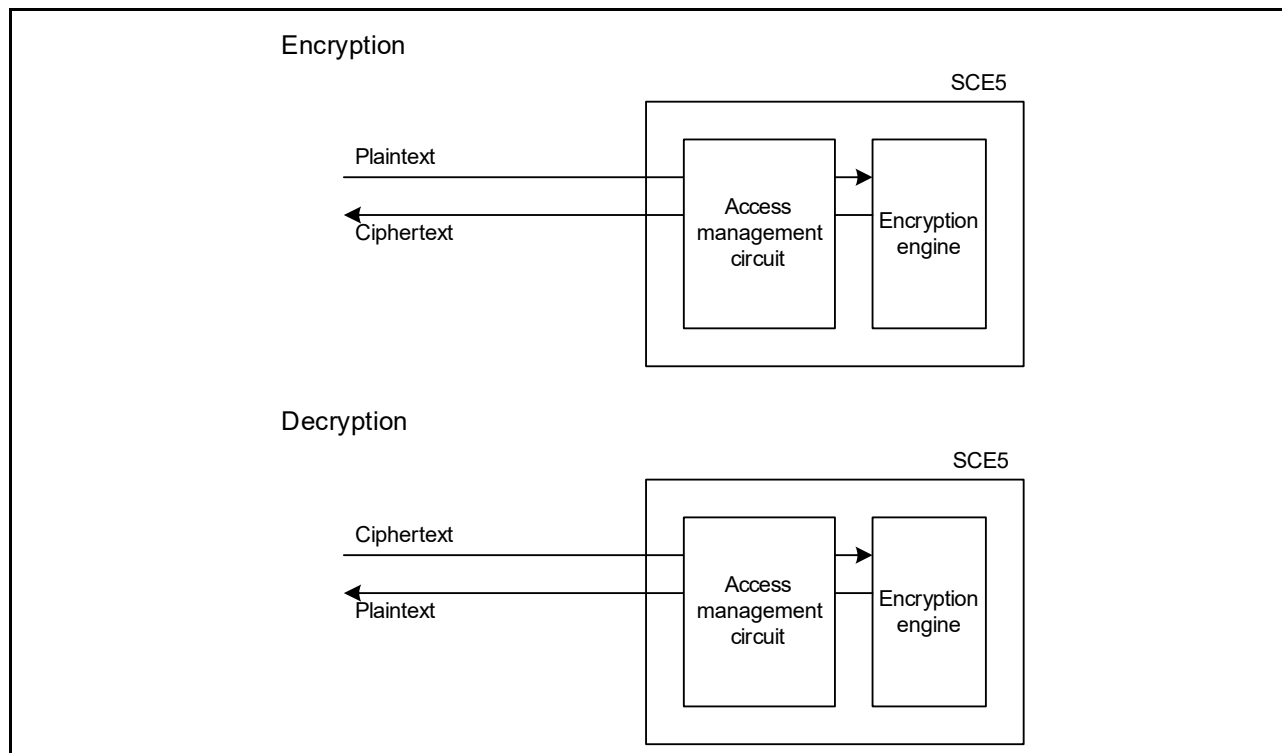 Encryption
SCE5
Plaintext
Ciphertext
Access
management
circuit
Encryption
engine
Decryption
SCE5
Ciphertext
Plaintext
Access
management
circuit
Encryption
engine